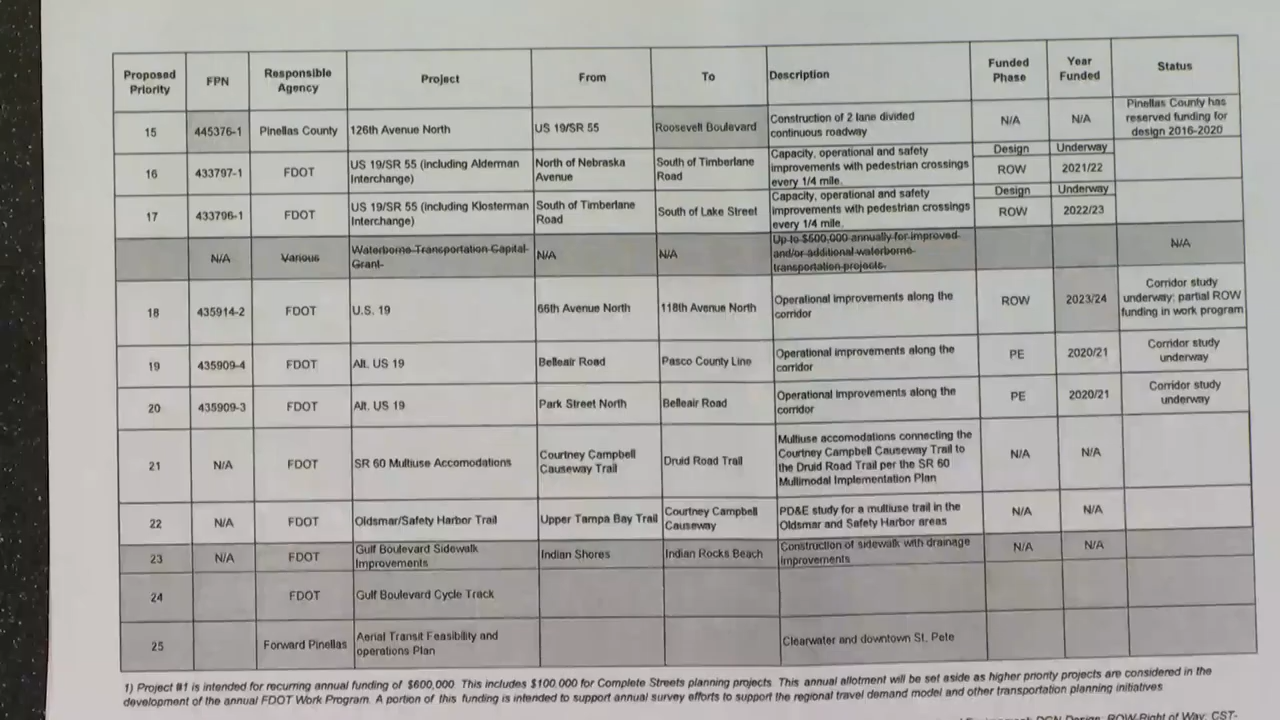 Proposed Priority FPN Responsible Agency Project From To Description Funded Phase Year Funded Status
15 445376-1 Pinellas County 126th Avenue North US 19/SR 55 Roosevelt Boulevard Construction of 2 lane divided continuous roadway N/A N/A Pinellas County has reserved funding for design 2016-2020
16 433797-1 FDOT US 19/SR 55 (including Alderman Interchange) North of Nebraska Avenue South of Timberlane Road Capacity, operational and safety improvements with pedestrian crossings every 1/4 mile. Design Underway ROW 2021/22
17 433796-1 FDOT US 19/SR 55 (including Klosterman Interchange) South of Timberlane Road South of Lake Street Capacity, operational and safety improvements with pedestrian crossings every 1/4 mile. Design Underway ROW 2022/23
N/A Various Waterborne Transportation Capital Grant N/A N/A Up to $500,000 annually for improved and/or additional waterborne transportation projects. N/A
18 435914-2 FDOT U.S. 19 66th Avenue North 118th Avenue North Operational improvements along the corridor ROW 2023/24 Corridor study underway; partial ROW funding in work program
19 435909-4 FDOT Alt. US 19 Belleair Road Pasco County Line Operational improvements along the corridor PE 2020/21 Corridor study underway
20 435909-3 FDOT Alt. US 19 Park Street North Belleair Road Operational improvements along the corridor PE 2020/21 Corridor study underway
21 N/A FDOT SR 60 Multiuse Accomodations Courtney Campbell Causeway Trail Druid Road Trail Multiuse accomodations connecting the Courtney Campbell Causeway Trail to the Druid Road Trail per the SR 60 Multimodal Implementation Plan N/A N/A
22 N/A FDOT Oldsmar/Safety Harbor Trail Upper Tampa Bay Trail Courtney Campbell Causeway PD&E study for a multiuse trail in the Oldsmar and Safety Harbor areas N/A N/A
23 N/A FDOT Gulf Boulevard Sidewalk Improvements Indian Shores Indian Rocks Beach Construction of sidewalk with drainage improvements N/A N/A
24 FDOT Gulf Boulevard Cycle Track
25 Forward Pinellas Aerial Transit Feasibility and operations Plan Clearwater and downtown St. Pete
1) Project #1 is intended for recurring annual funding of $600,000. This includes $100,000 for Complete Streets planning projects. This annual allotment will be set aside as higher priority projects are considered in the
development of the annual FDOT Work Program. A portion of this funding is intended to support annual survey efforts to support the regional travel demand model and other transportation planning initiatives
Design; ROW-Right of Way; CST-